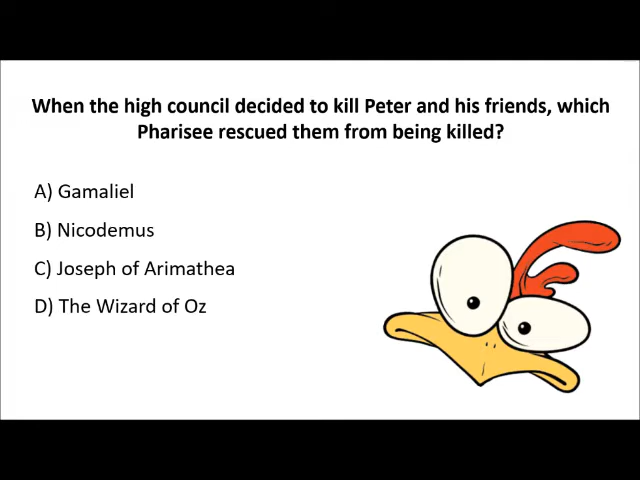 When the high council decided to kill Peter and his friends, which
Pharisee rescued them from being killed?
A) Gamaliel
B) Nicodemus
C) Joseph of Arimathea
D) The Wizard of Oz